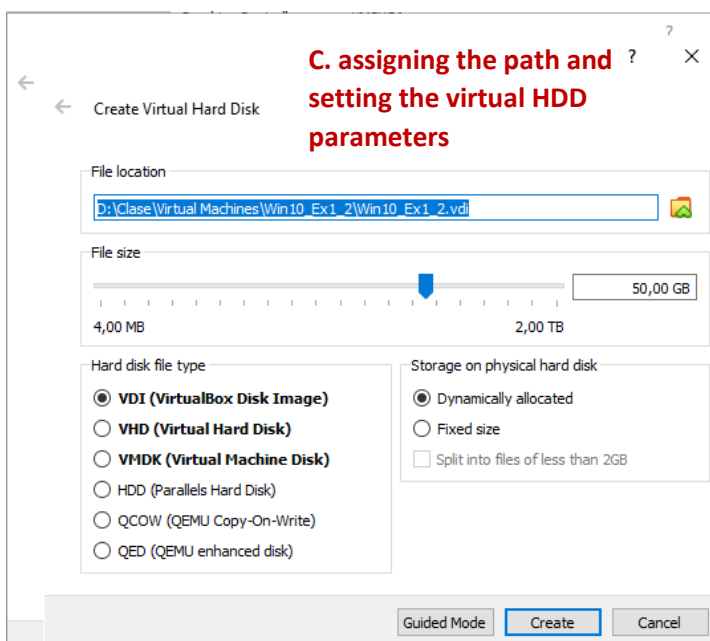 ?
C. assigning the path and
?
setting the virtual HDD
Create Virtual Hard Disk
parameters
File location
D:\Clase\Virtual Machines\Win10_Ex1_2\Win10_Ex1_2.vdi
File size
50,00 GB
4,00 MB 2,00 TB
Hard disk file type Storage on physical hard disk
VDI (VirtualBox Disk Image) Dynamically allocated
VHD (Virtual Hard Disk) Fixed size
VMDK (Virtual Machine Disk) Split into files of less than 2GB
HDD (Parallels Hard Disk)
QCOW (QEMU Copy-On-Write)
QED (QEMU enhanced disk)
Guided Mode Create Cancel